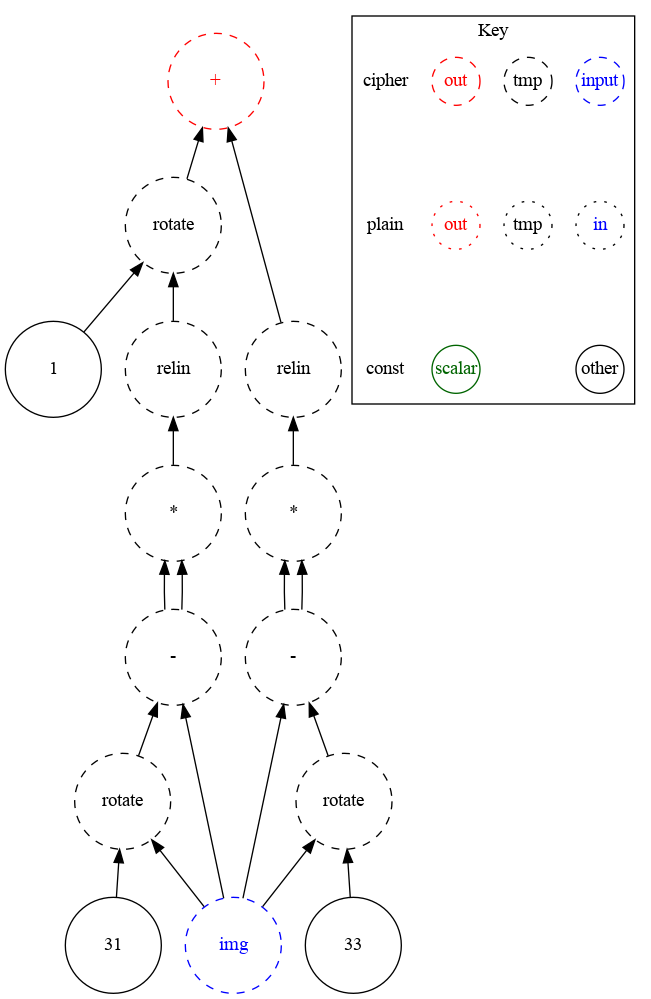 +
rotate
1
relin
relin
*
*
-
-
rotate
rotate
31
img
33
Key
cipher out tmp input
plain out tmp in
const scalar other